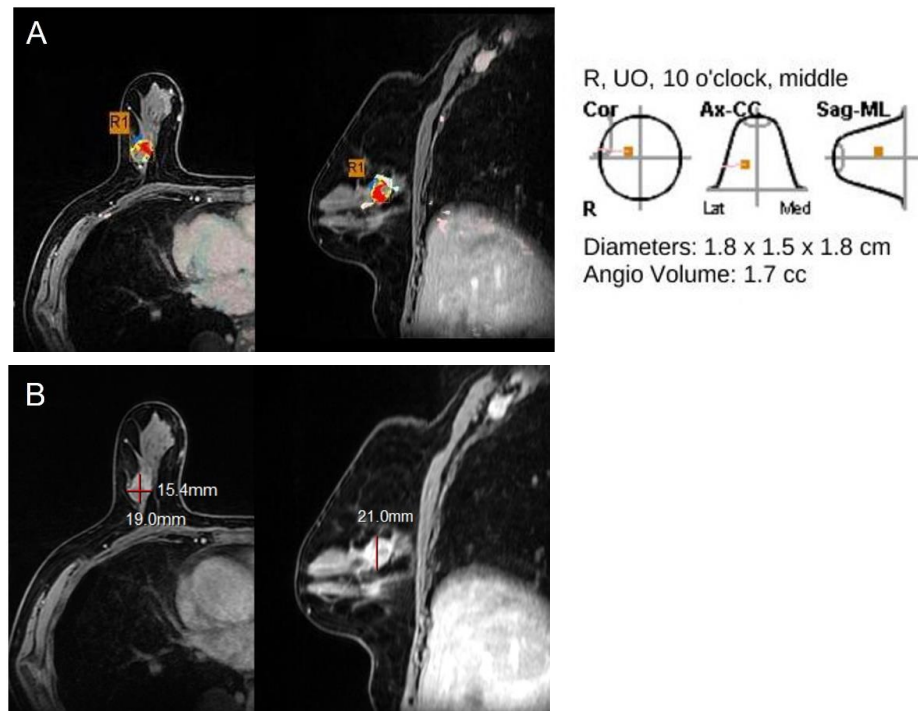 A
R1
R1
R, UO, 10 o'clock, middle
Cor Ax-CC Sag-ML
R Lat Med
Diameters: 1.8 x 1.5 x 1.8 cm
Angio Volume: 1.7 cc
B
15.4mm
19.0mm
21.0mm